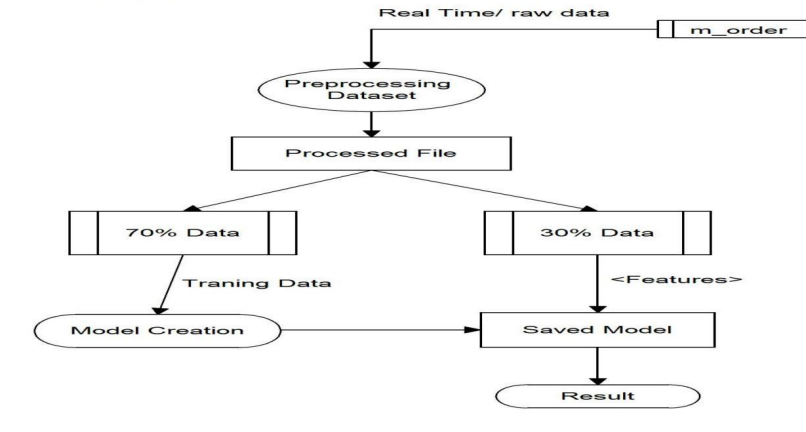 Real Time/ raw data
m_order
Preprocessing
Dataset
Processed File
70% Data
30% Data
Traning Data
<Features>
Model Creation
Saved Model
Result